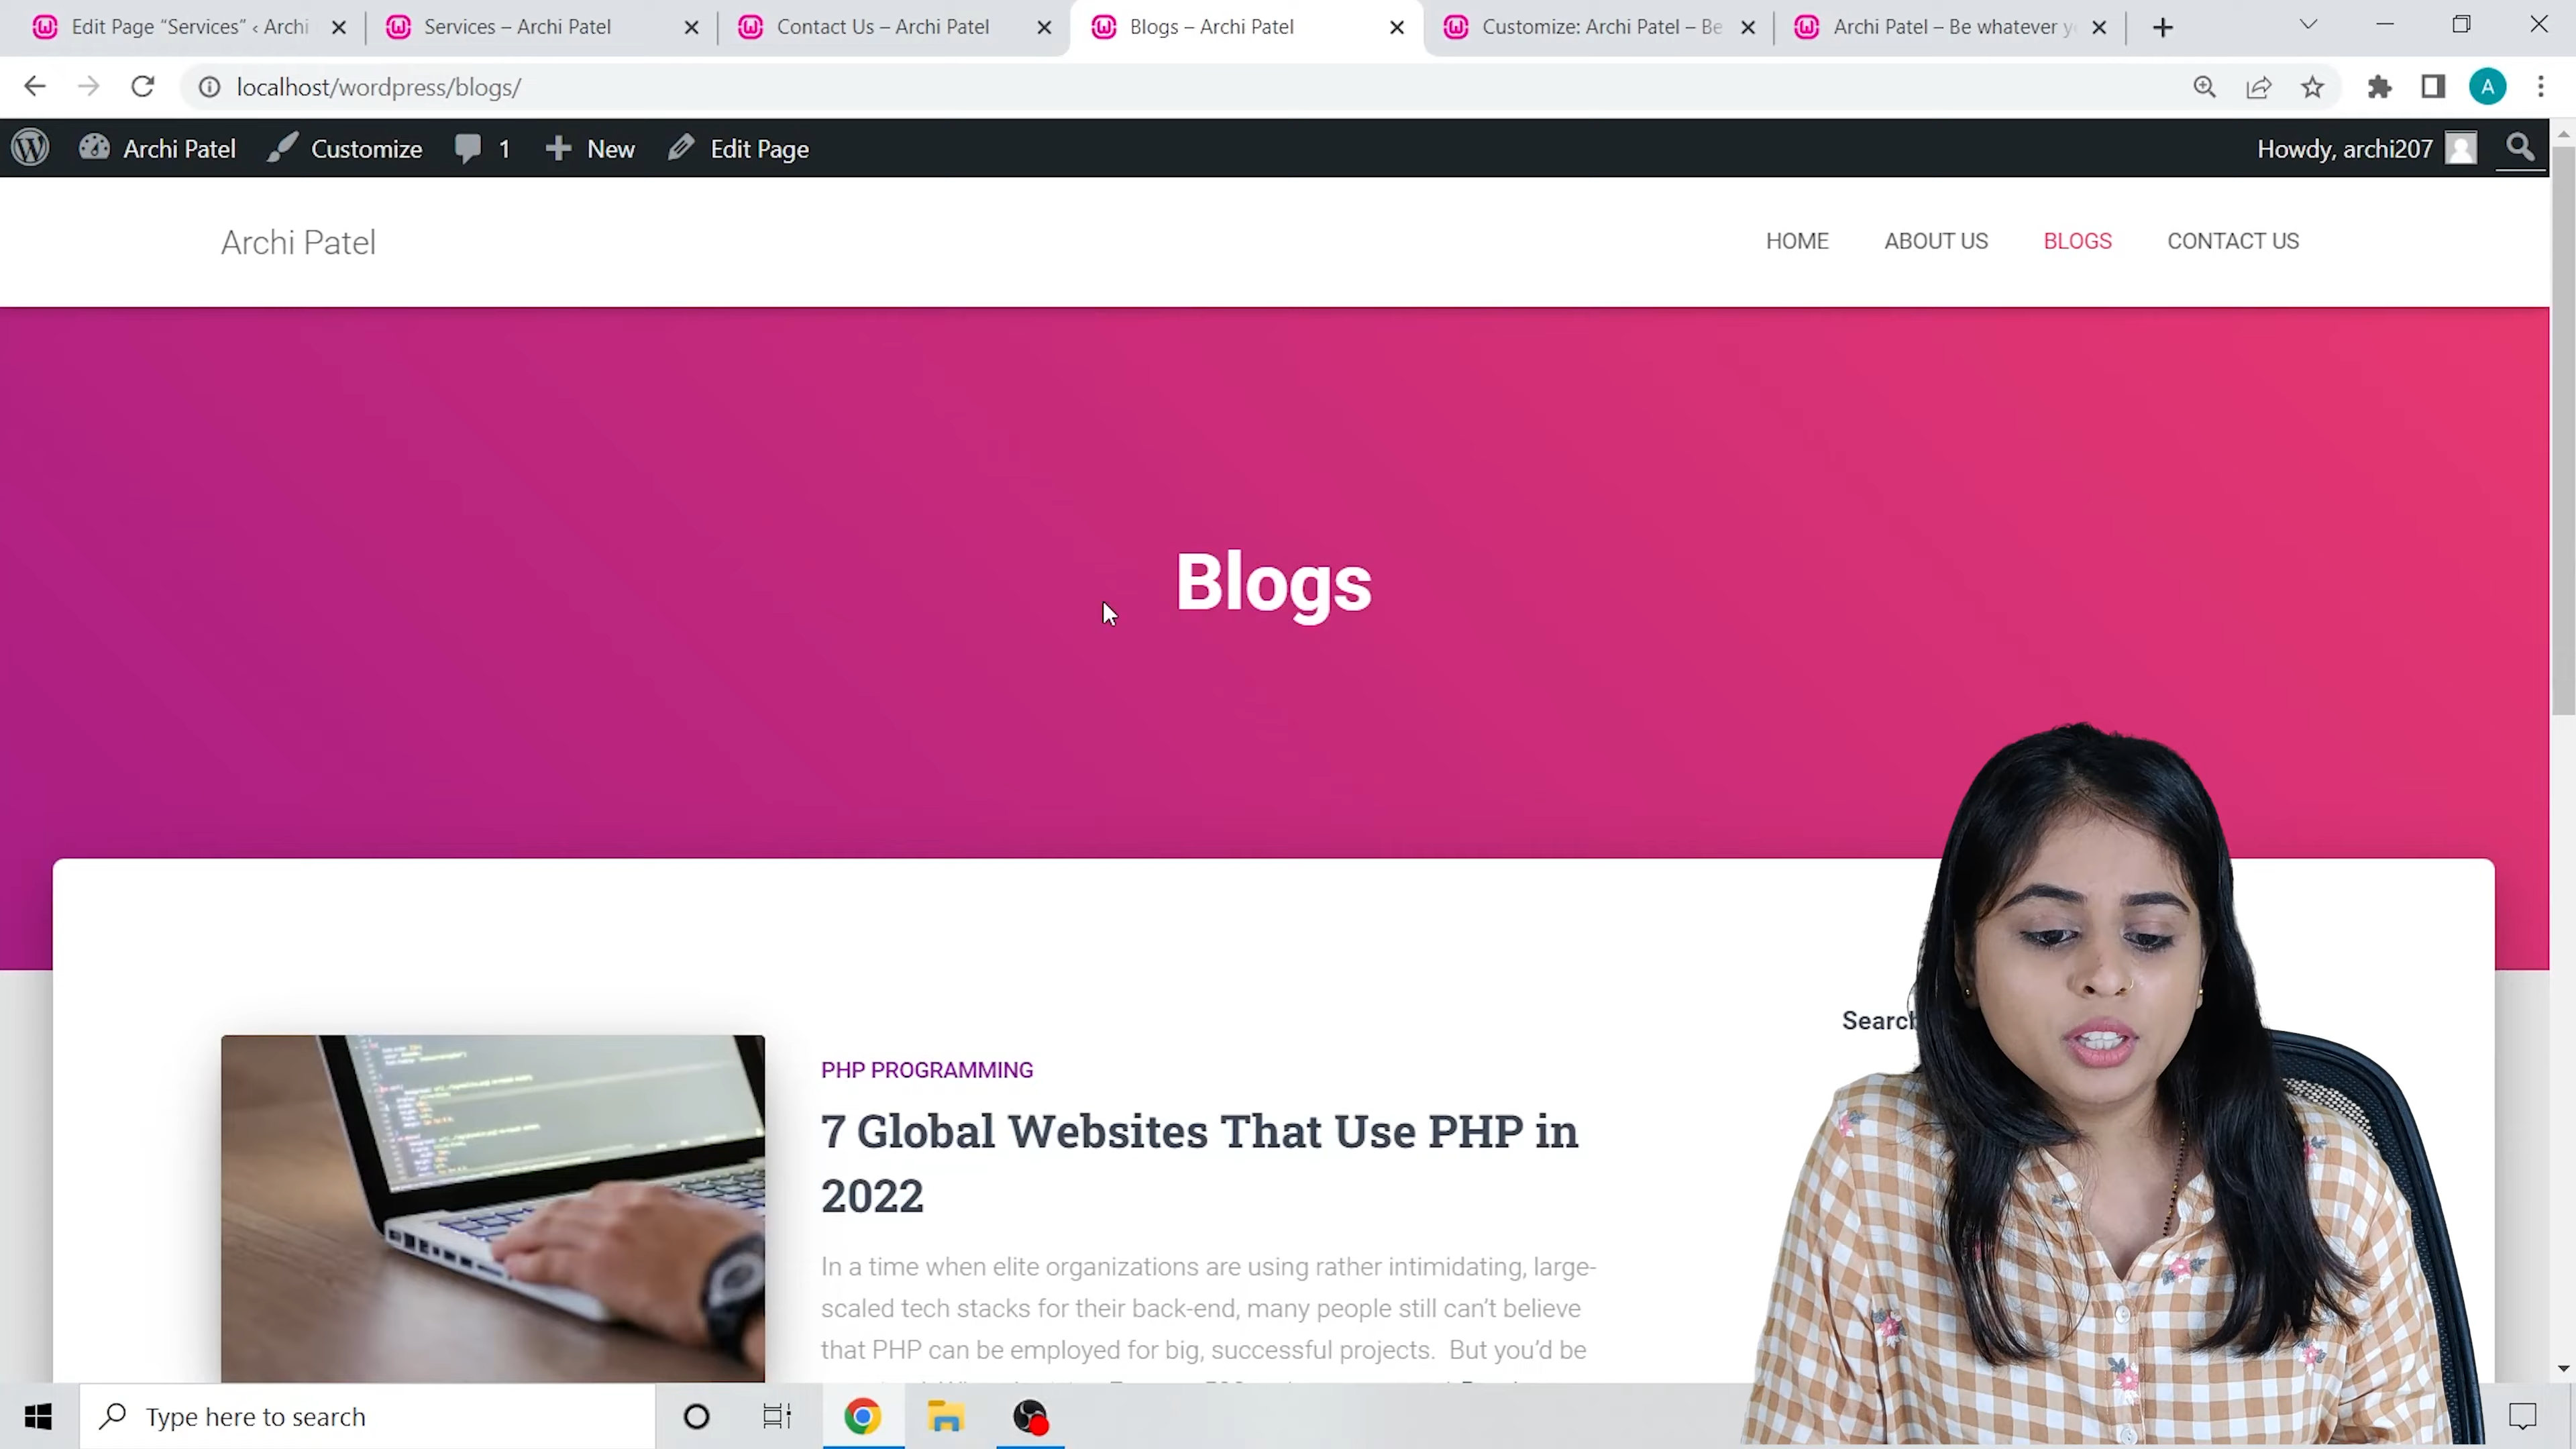 Edit Page “Services” ‹ Archi
Services – Archi Patel
Contact Us – Archi Patel
Blogs – Archi Patel
Customize: Archi Patel – Be
Archi Patel – Be whatever
localhost/wordpress/blogs/
A
Archi Patel
Customize
1
New
Edit Page
Howdy, archi207
Archi Patel
HOME
ABOUT US
BLOGS
CONTACT US
Blogs
Search
PHP PROGRAMMING
7 Global Websites That Use PHP in
2022
In a time when elite organizations are using rather intimidating, large-
scaled tech stacks for their back-end, many people still can’t believe
that PHP can be employed for big, successful projects. But you’d be
Type here to search